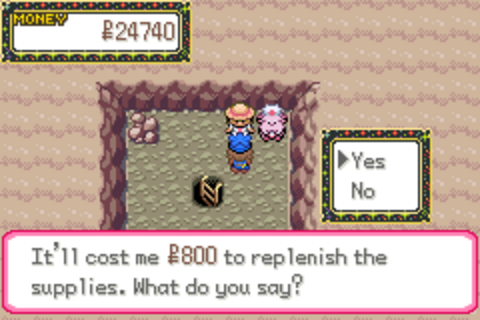 MONEY
₽24740
Yes
No
It'll cost me ₽800 to replenish the
supplies. What do you say?